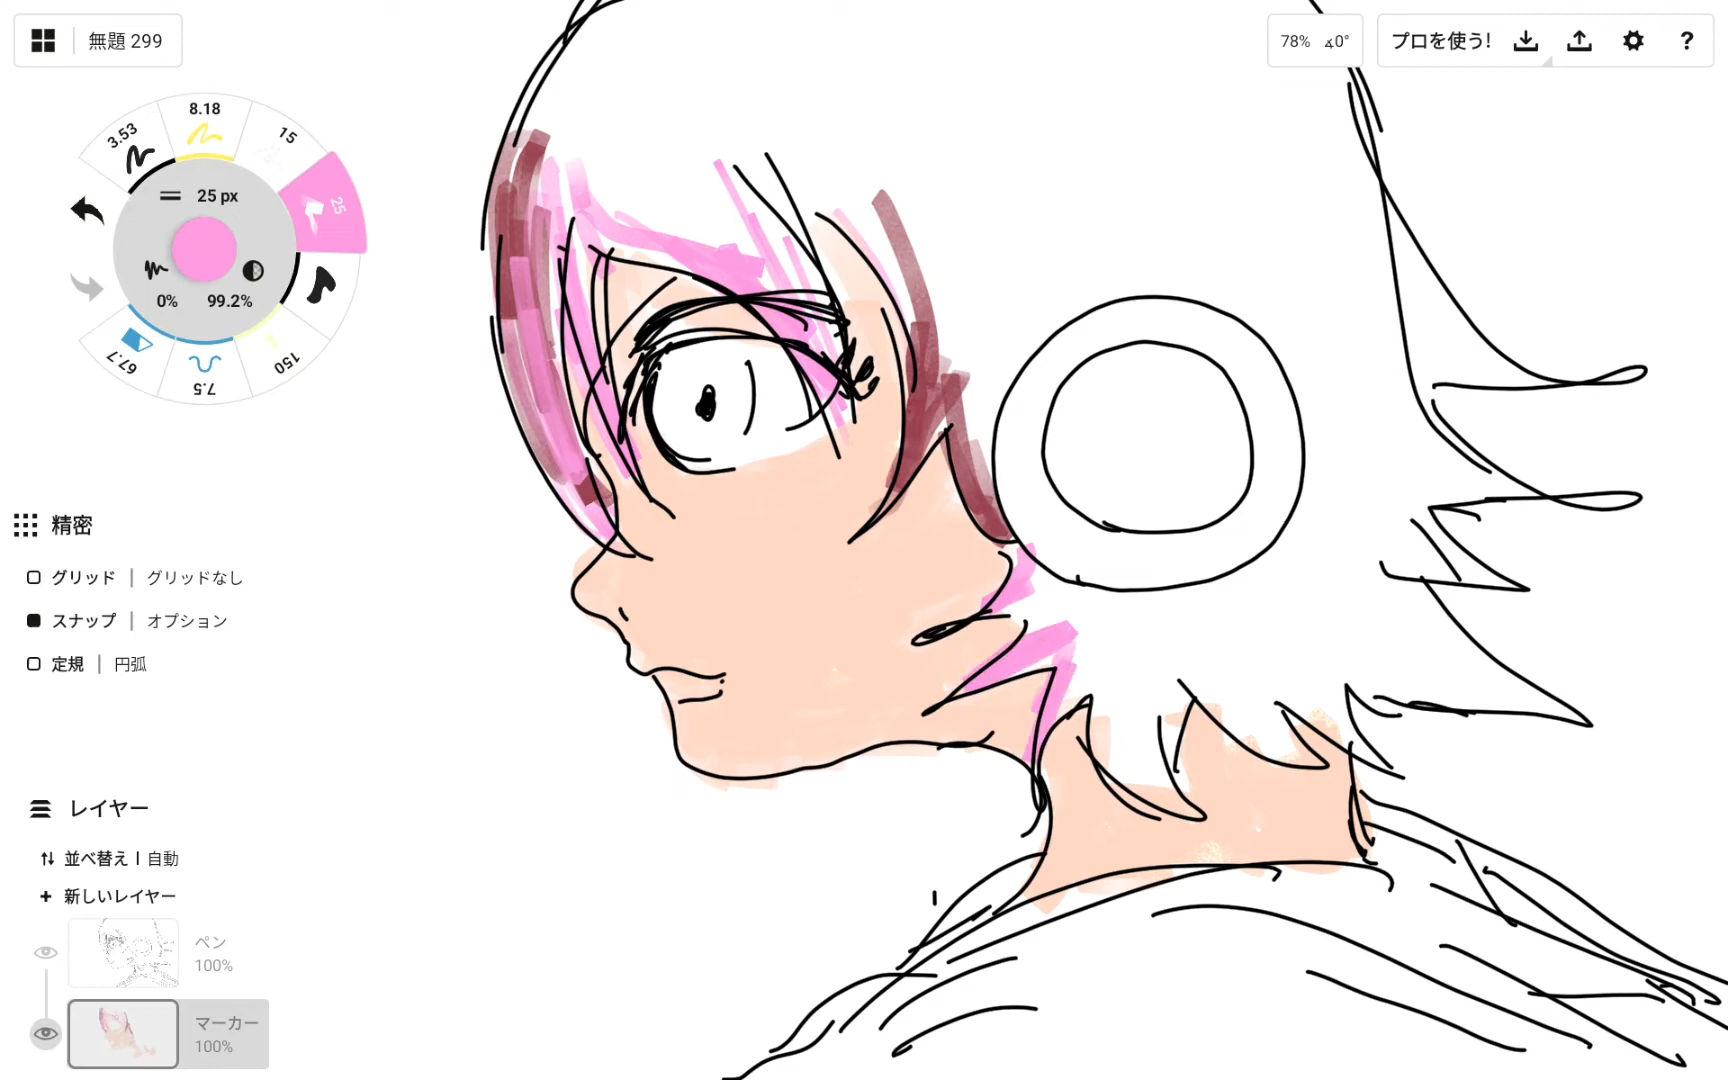 無題 299
78% ∡0°
プロを使う!
?
3.53
8.18
15
25
25 px
0%
99.2%
67.7
7.5
150
精密
グリッド | グリッドなし
スナップ | オプション
定規 | 円弧
レイヤー
並べ替え | 自動
+ 新しいレイヤー
ペン
100%
マーカー
100%